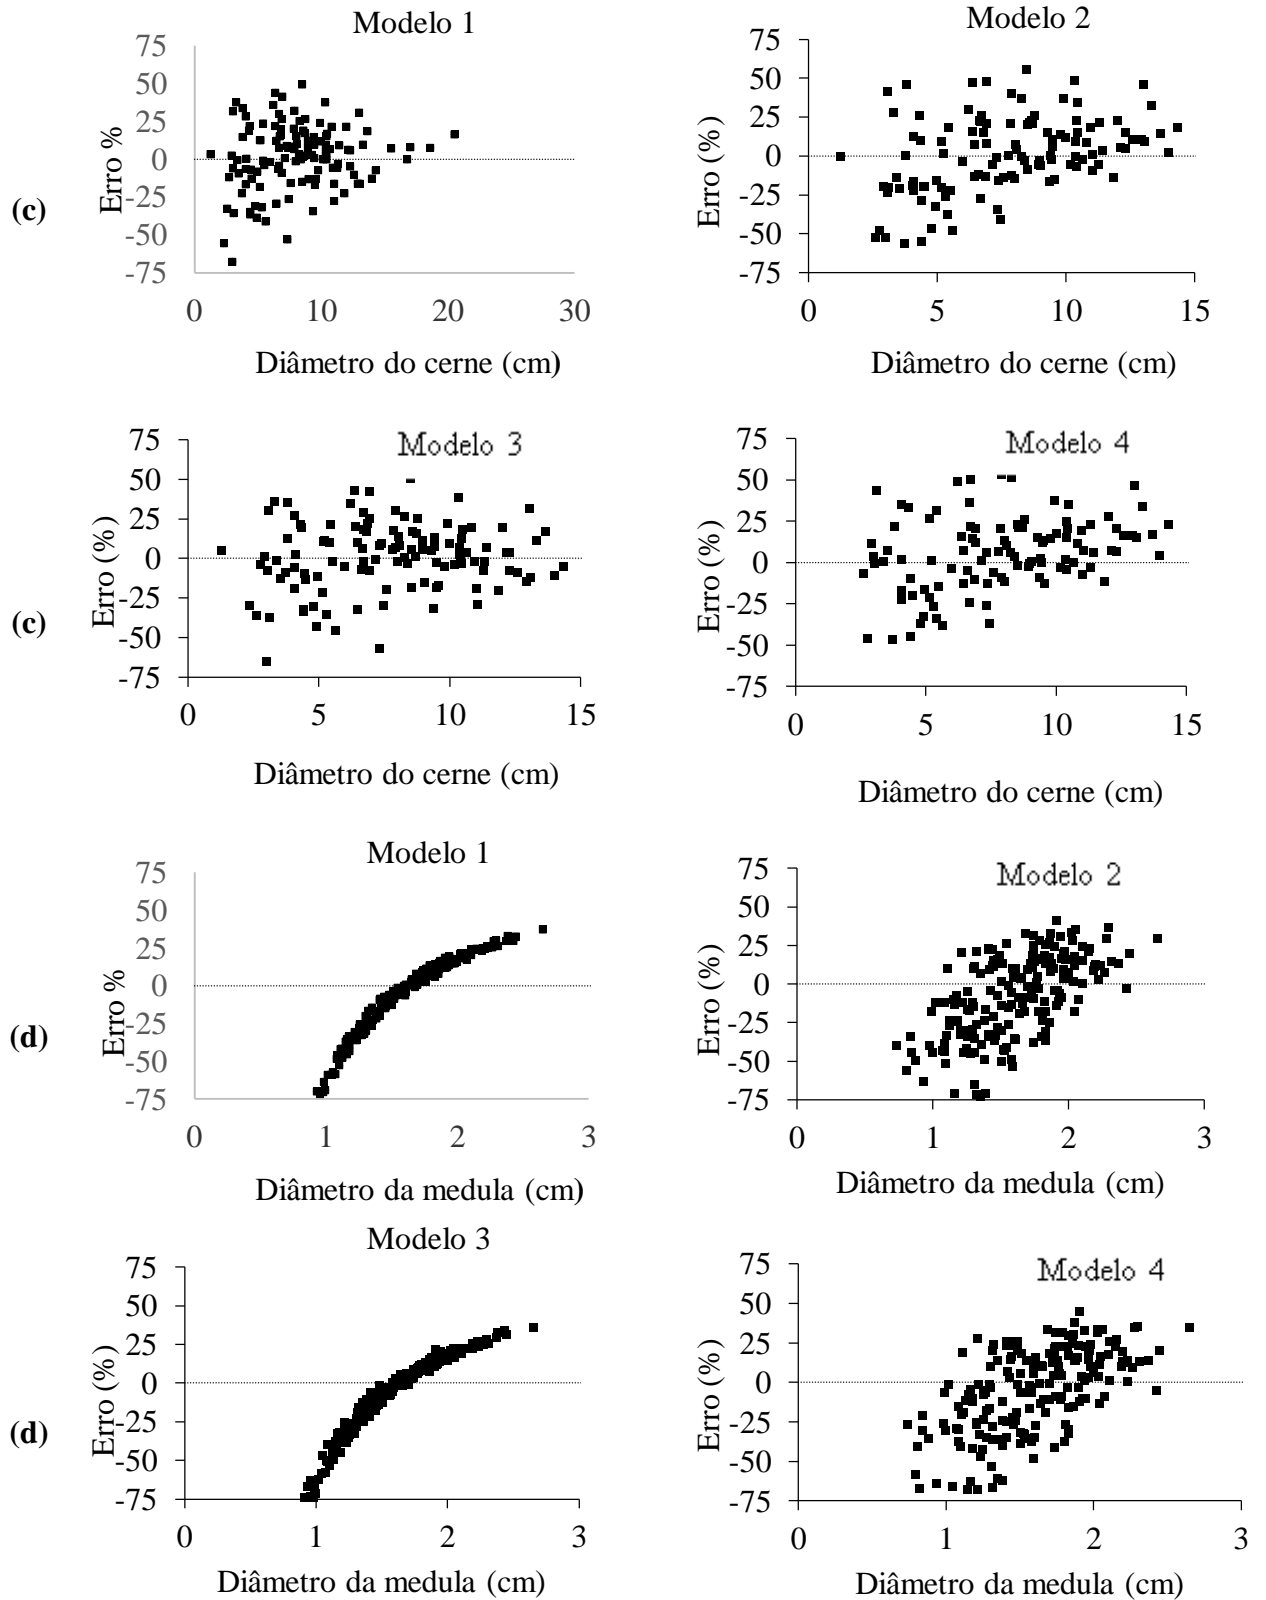 Modelo 1
75
50
25
0
-25
-50
-75
Erro %
0 10 20 30
Diâmetro do cerne (cm)
(c)
Modelo 2
75
50
25
0
-25
-50
-75
Erro (%)
0 5 10 15
Diâmetro do cerne (cm)
Modelo 3
75
50
25
0
-25
-50
-75
Erro (%)
0 5 10 15
Diâmetro do cerne (cm)
(c)
Modelo 4
75
50
25
0
-25
-50
-75
Erro (%)
0 5 10 15
Diâmetro do cerne (cm)
Modelo 1
75
50
25
0
-25
-50
-75
Erro %
0 1 2 3
Diâmetro da medula (cm)
(d)
Modelo 2
75
50
25
0
-25
-50
-75
Erro (%)
0 1 2 3
Diâmetro da medula (cm)
Modelo 3
75
50
25
0
-25
-50
-75
Erro (%)
0 1 2 3
Diâmetro da medula (cm)
(d)
Modelo 4
75
50
25
0
-25
-50
-75
Erro (%)
0 1 2 3
Diâmetro da medula (cm)